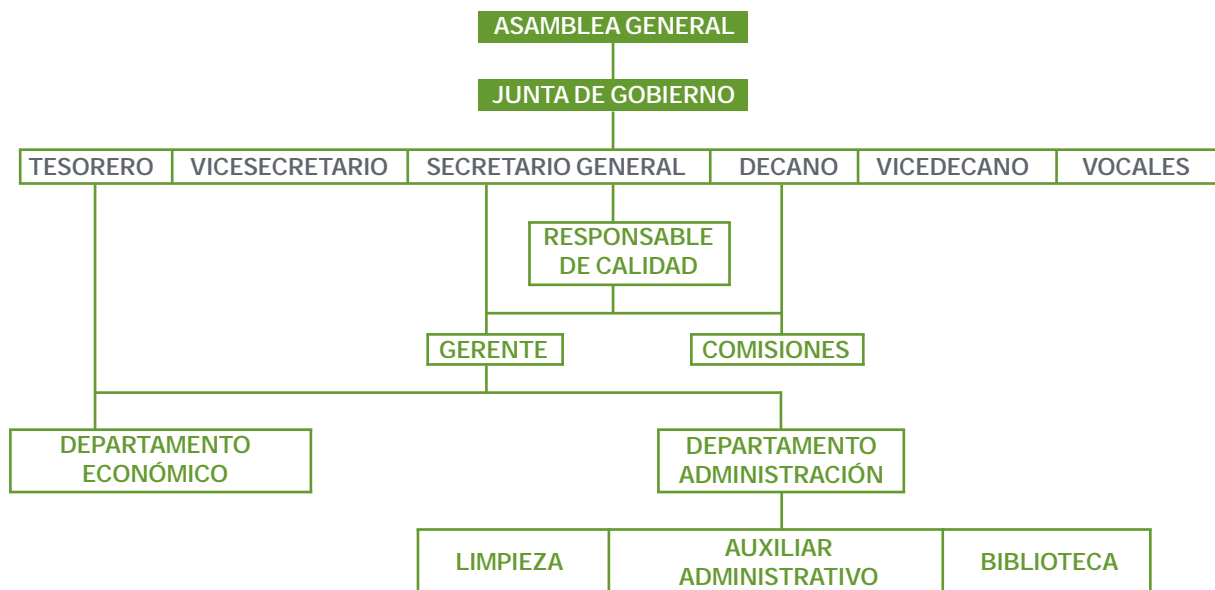 ASAMBLEA GENERAL
JUNTA DE GOBIERNO
TESORERO VICESECRETARIO SECRETARIO GENERAL DECANO VICEDECANO VOCALES
RESPONSABLE
DE CALIDAD
GERENTE COMISIONES
DEPARTAMENTO
ECONÓMICO
DEPARTAMENTO
ADMINISTRACIÓN
LIMPIEZA
AUXILIAR
ADMINISTRATIVO
BIBLIOTECA